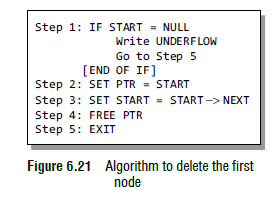 Step 1: IF START = NULL
Write UNDERFLOW
Go to Step 5
[END OF IF]
Step 2: SET PTR = START
Step 3: SET START = START -> NEXT
Step 4: FREE PTR
Step 5: EXIT
Figure 6.21 Algorithm to delete the first
node